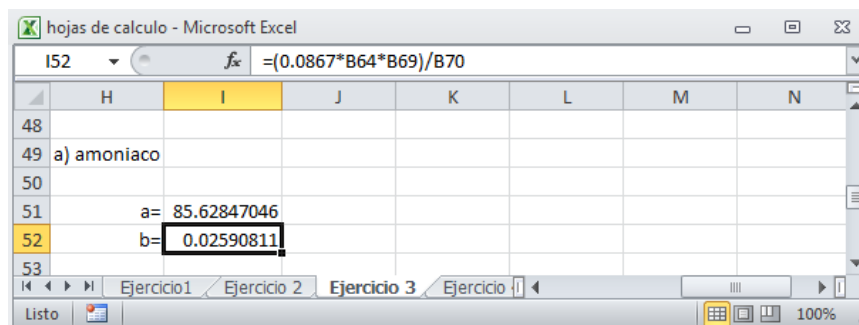 hojas de calculo - Microsoft Excel
I52 fx =(0.0867*B64*B69)/B70
H I J K L M N
48
49 a) amoniaco
50
51 a= 85.62847046
52 b= 0.02590811
53
Ejercicio1 Ejercicio 2 Ejercicio 3 Ejercicio
Listo 100%